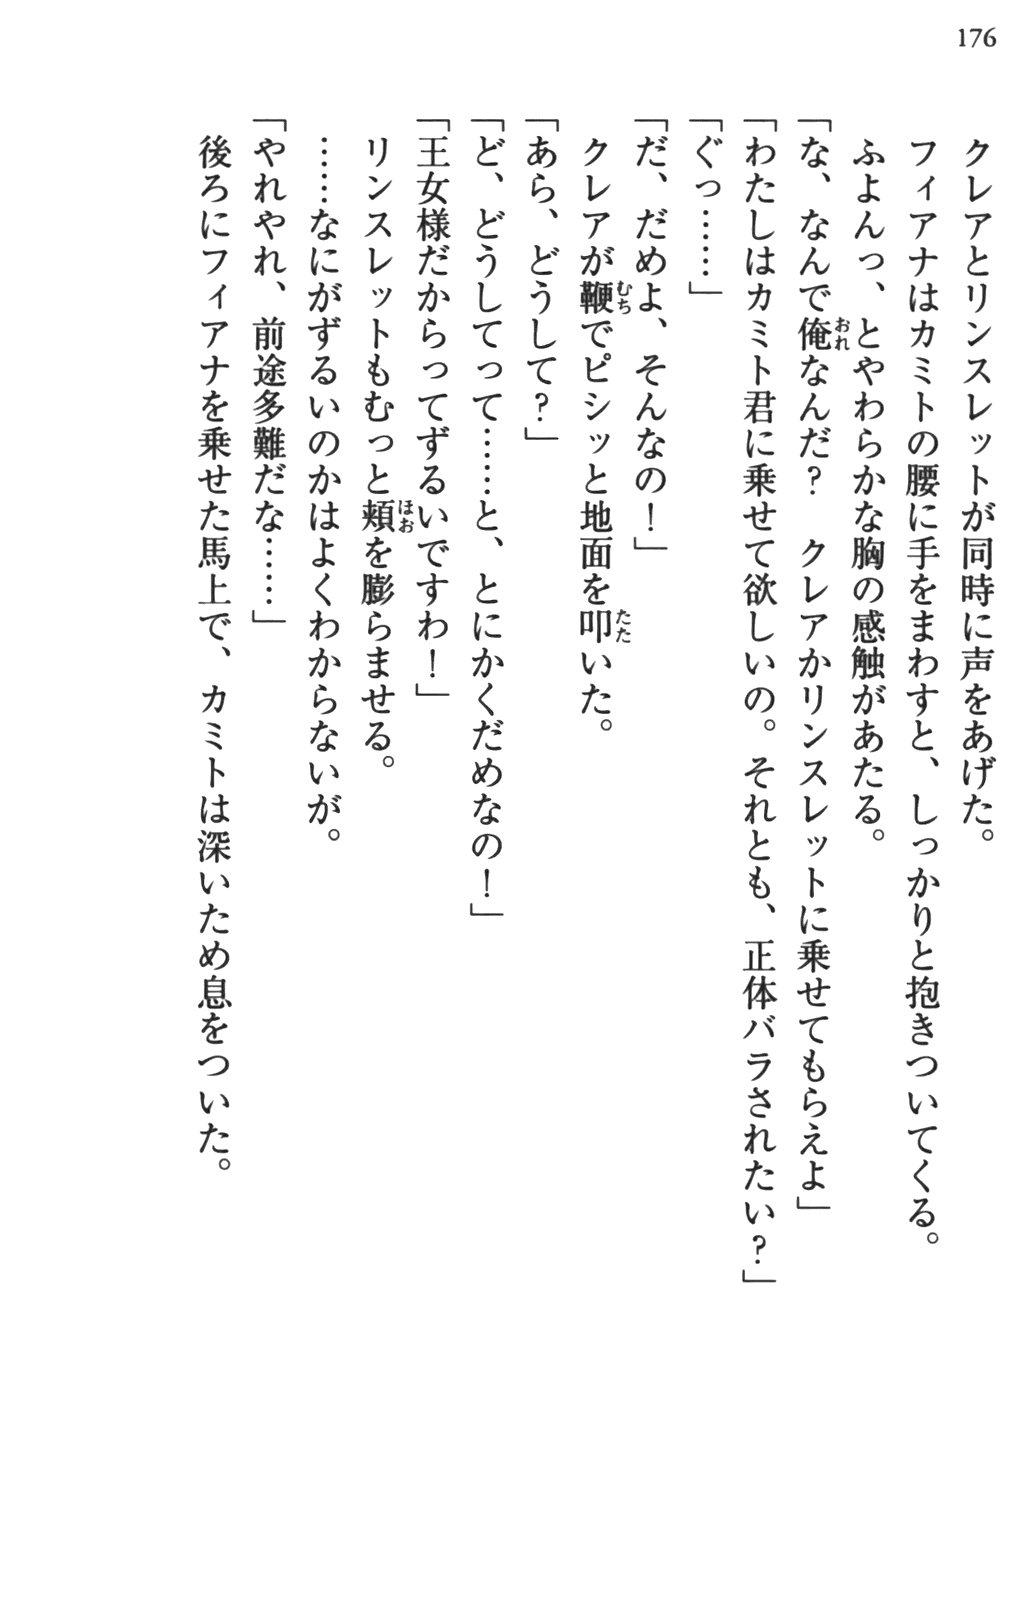 176
クレアとリンスレットが同時に声をあげた。
フィアナはカミトの腰に手をまわすと、しっかりと抱きついてくる。
ふよんっ、とやわらかな胸の感触があたる。
「な、なんで俺なんだ？　クレアかリンスレットに乗せてもらえよ」
「わたしはカミト君に乗せて欲しいの。それとも、正体バラされたい？」
「ぐっ……」
「だ、だめよ、そんなの！」
クレアが鞭でピシッと地面を叩いた。
「あら、どうして？」
「ど、どうしてって……と、とにかくだめなの！」
「王女様だからってずるいですわ！」
リンスレットもむっと頬を膨らませる。
……なにがずるいのかはよくわからないが。
「やれやれ、前途多難だな……」
後ろにフィアナを乗せた馬上で、カミトは深いため息をついた。